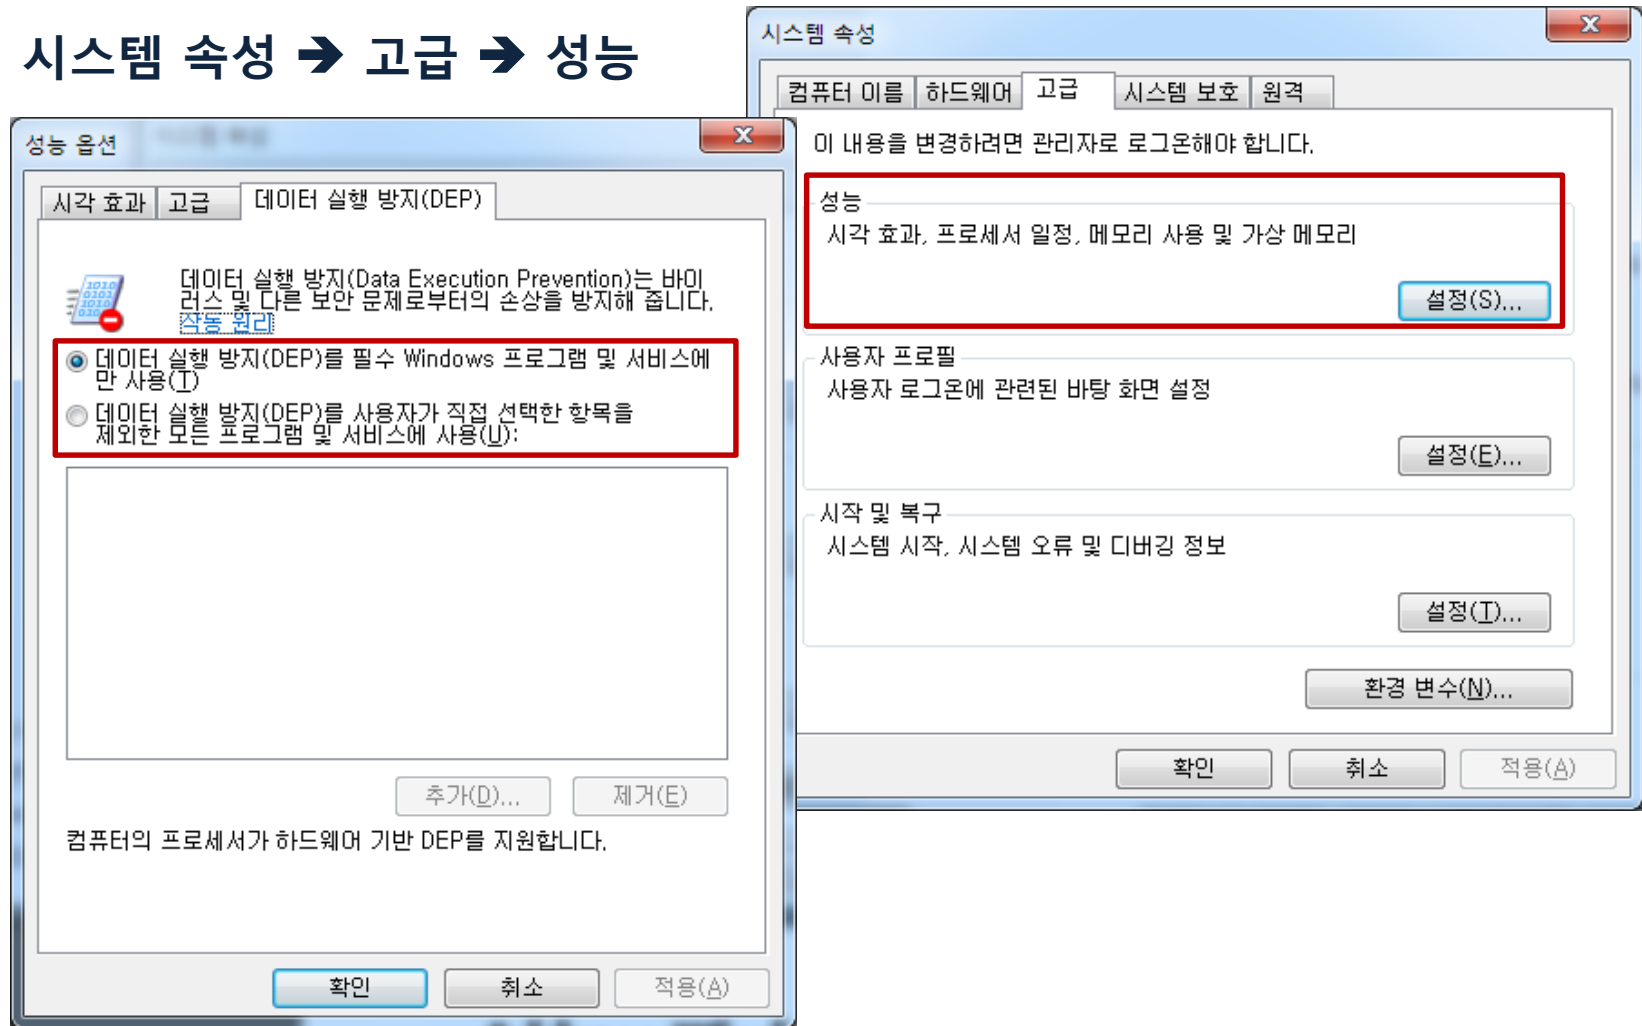 시스템 속성 ➔ 고급 ➔ 성능
성능 옵션
시각 효과
고급
데이터 실행 방지(DEP)
데이터 실행 방지(Data Execution Prevention)는 바이
러스 및 다른 보안 문제로부터의 손상을 방지해 줍니다.
작동 원리
데이터 실행 방지(DEP)를 필수 Windows 프로그램 및 서비스에
만 사용(T)
데이터 실행 방지(DEP)를 사용자가 직접 선택한 항목을
제외한 모든 프로그램 및 서비스에 사용(U):
추가(D)...
제거(E)
컴퓨터의 프로세서가 하드웨어 기반 DEP를 지원합니다.
확인
취소
적용(A)
시스템 속성
컴퓨터 이름
하드웨어
고급
시스템 보호
원격
이 내용을 변경하려면 관리자로 로그온해야 합니다.
성능
시각 효과, 프로세서 일정, 메모리 사용 및 가상 메모리
설정(S)...
사용자 프로필
사용자 로그온에 관련된 바탕 화면 설정
설정(E)...
시작 및 복구
시스템 시작, 시스템 오류 및 디버깅 정보
설정(T)...
환경 변수(N)...
확인
취소
적용(A)